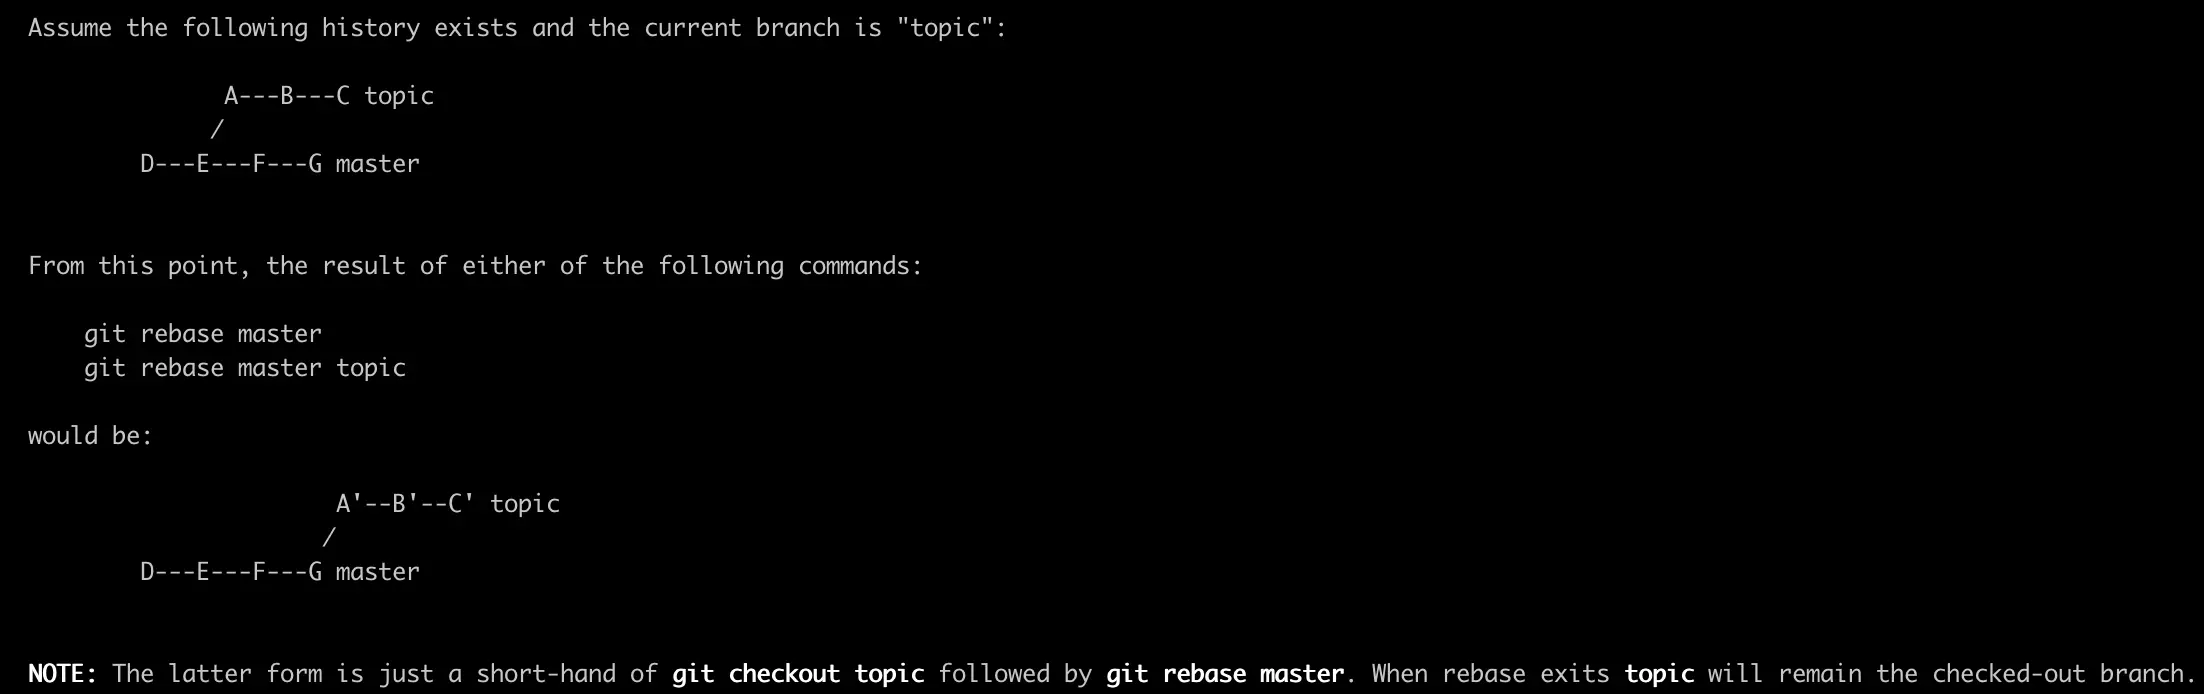 Assume the following history exists and the current branch is "topic":
A---B---C topic
/
D---E---F---G master
From this point, the result of either of the following commands:
git rebase master
git rebase master topic
would be:
A'--B'--C' topic
/
D---E---F---G master
NOTE: The latter form is just a short-hand of git checkout topic followed by git rebase master. When rebase exits topic will remain the checked-out branch.